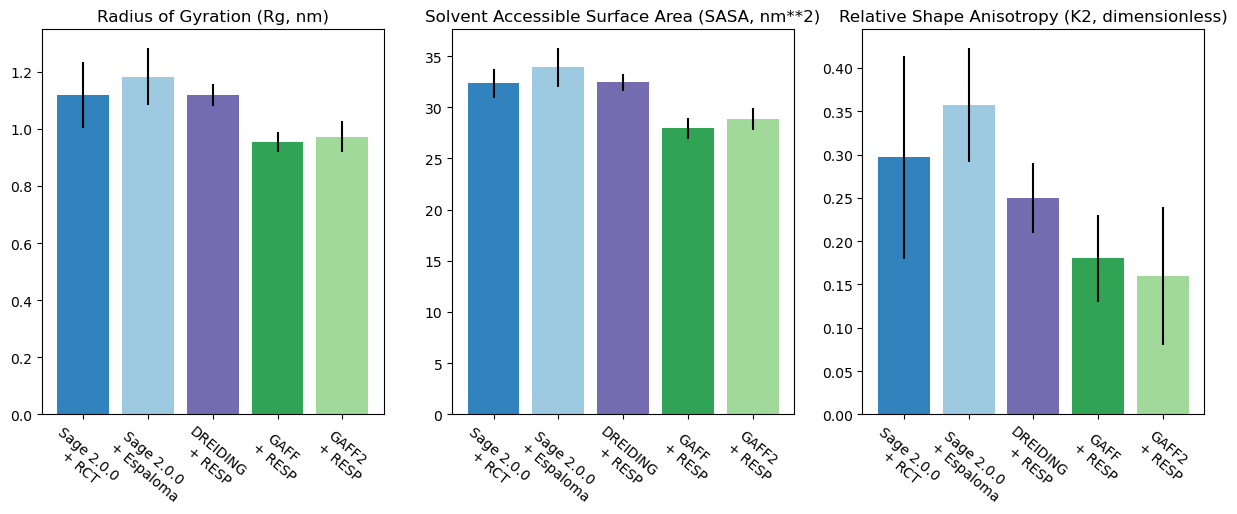 Radius of Gyration (Rg, nm)
1.2
1.0
0.8
0.6
0.4
0.2
0.0
Sage 2.0.0
+ RCT
Sage 2.0.0
+ Espaloma
DREIDING
+ RESP
GAFF
+ RESP
GAFF2
+ RESP
Solvent Accessible Surface Area (SASA, nm**2)
35
30
25
20
15
10
5
0
Sage 2.0.0
+ RCT
Sage 2.0.0
+ Espaloma
DREIDING
+ RESP
GAFF
+ RESP
GAFF2
+ RESP
Relative Shape Anisotropy (K2, dimensionless)
0.40
0.35
0.30
0.25
0.20
0.15
0.10
0.05
0.00
Sage 2.0.0
+ RCT
Sage 2.0.0
+ Espaloma
DREIDING
+ RESP
GAFF
+ RESP
GAFF2
+ RESP